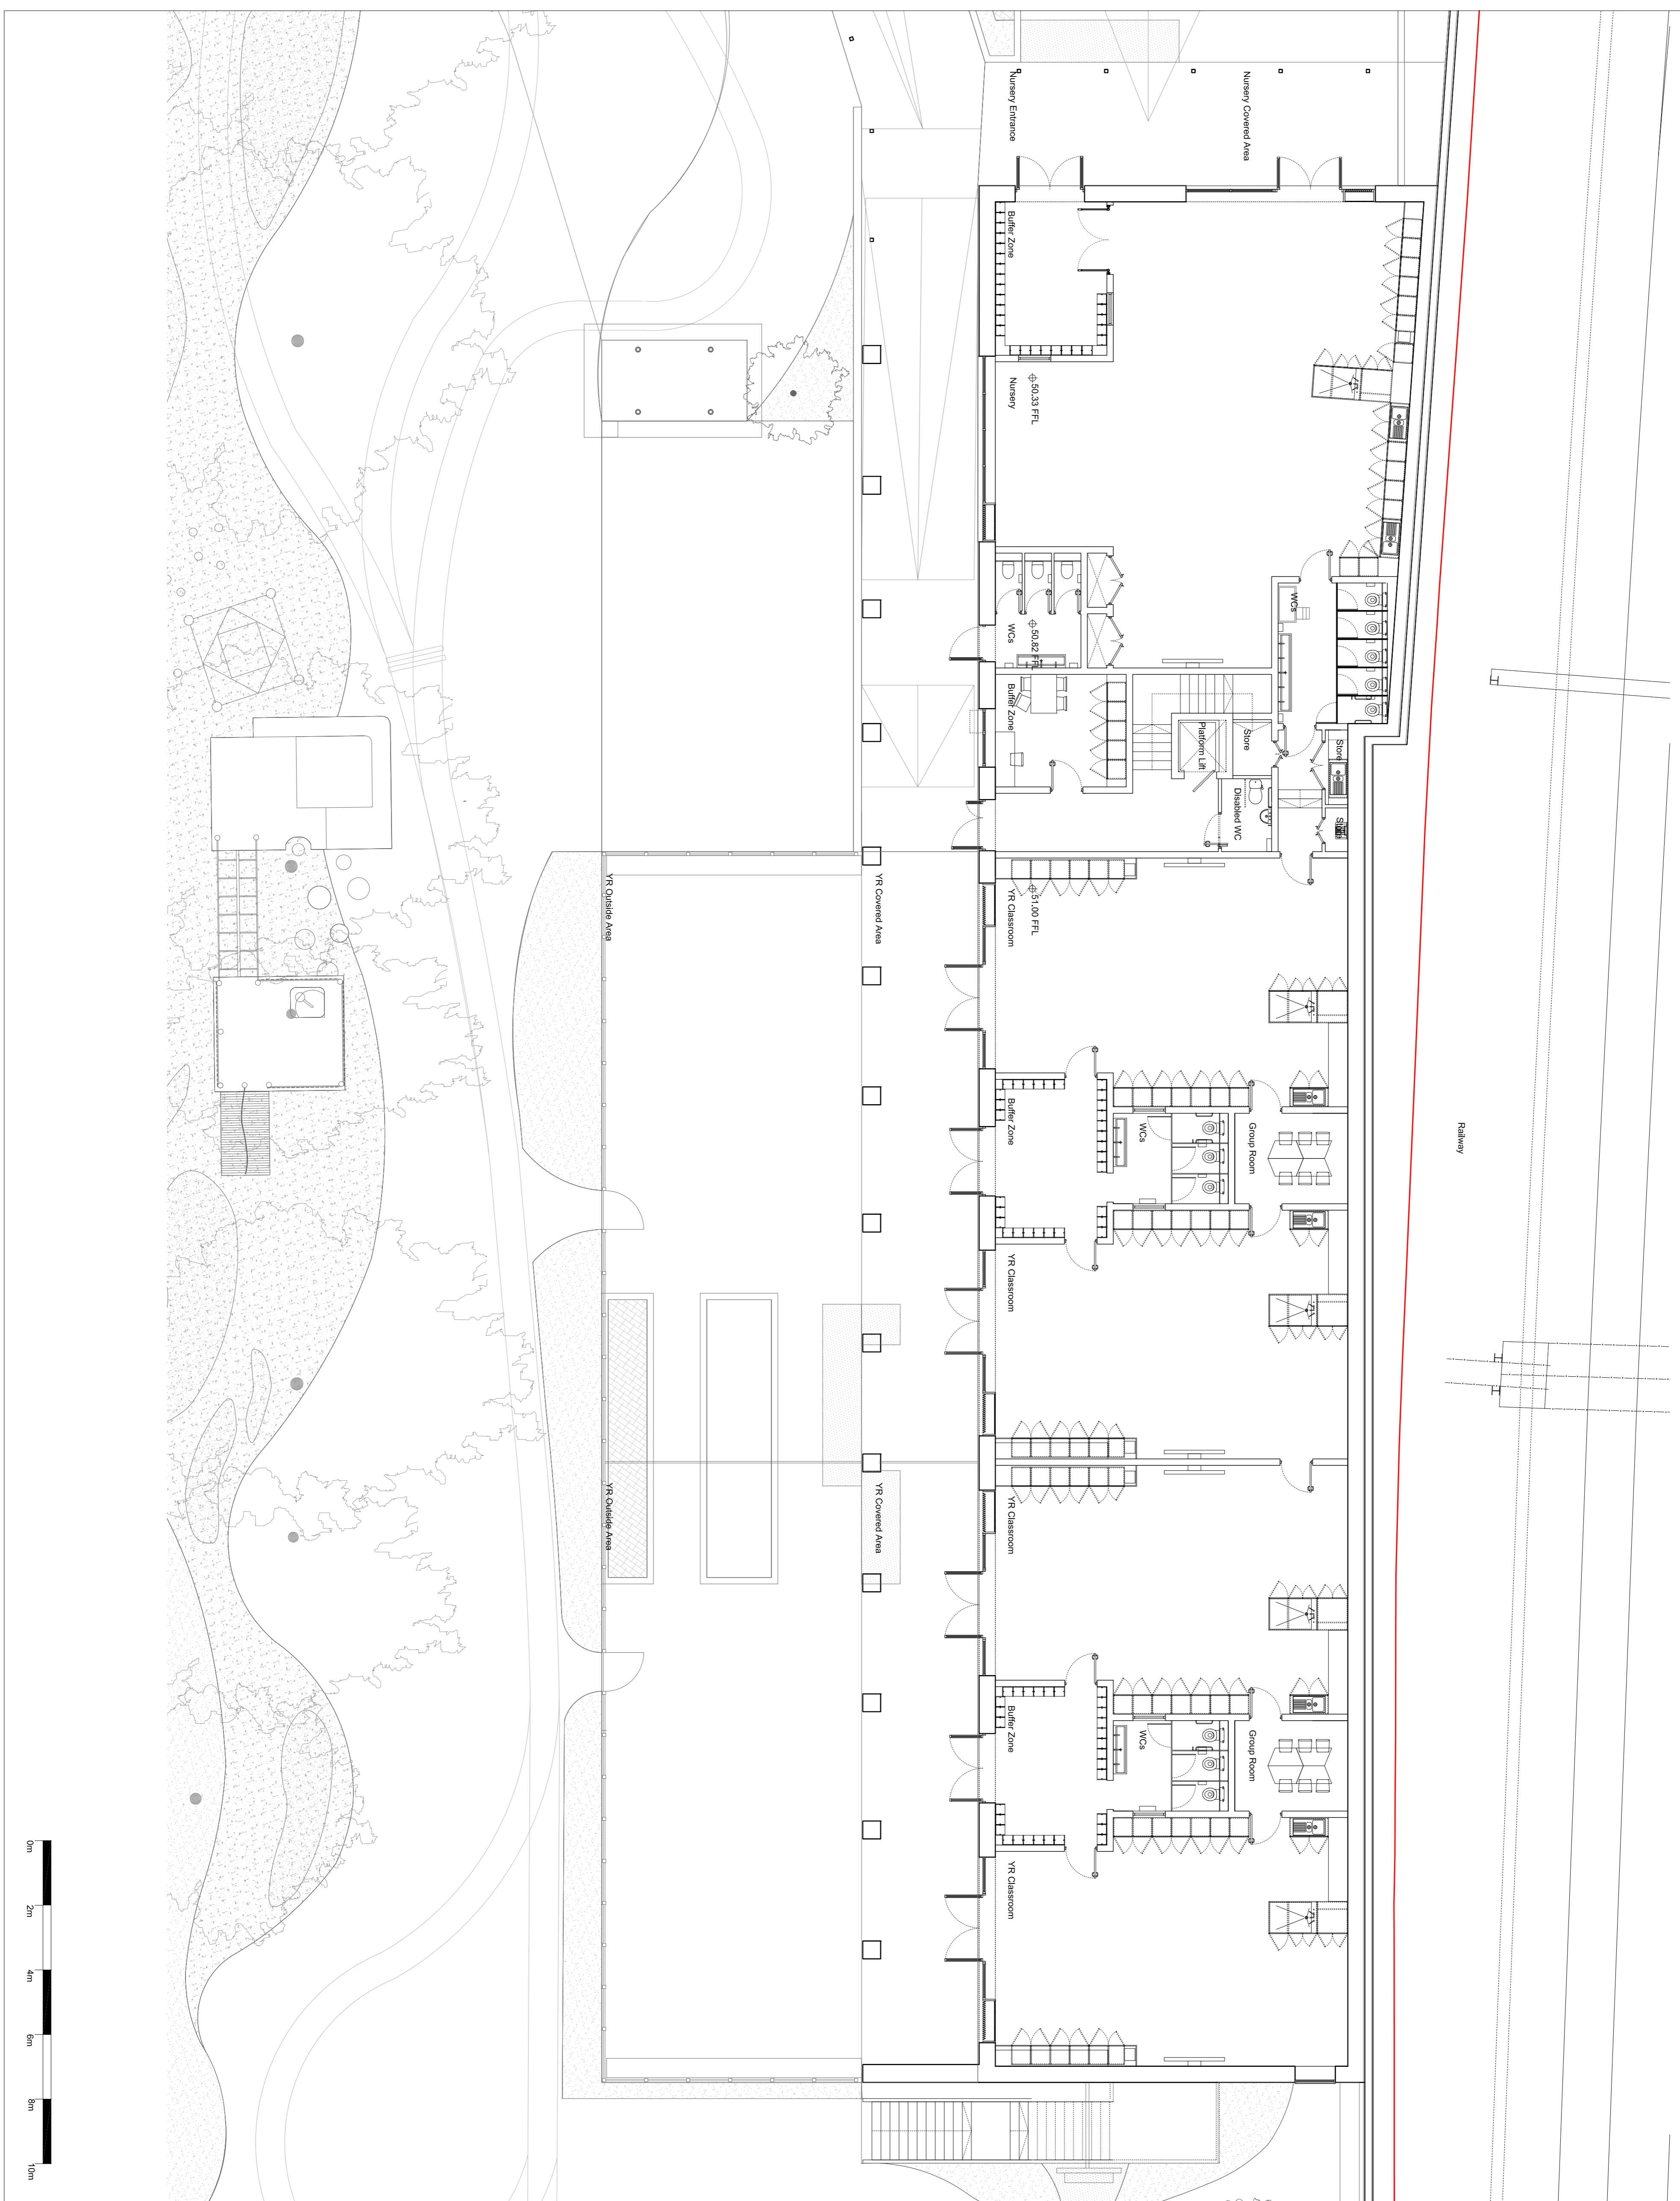 Railway
Nursery Covered Area
Nursery Entrance
Buffer Zone
50.33 FFL
Nursery
WCs
50.82 FFL
WCs
Buffer Zone
Store
Store
Store
Platform Lift
Disabled WC
51.00 FFL
YR Classroom
YR Covered Area
YR Outside Area
Group Room
WCs
Buffer Zone
YR Classroom
YR Classroom
YR Covered Area
YR Outside Area
Group Room
WCs
Buffer Zone
YR Classroom
0m
2m
4m
6m
8m
10m